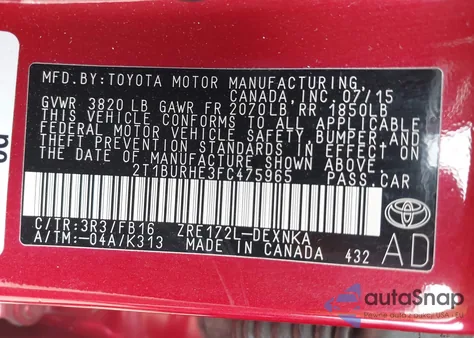 MFD.BY:TOYOTA MOTOR MANUFACTURING
CANADA, INC. 07/15
GVWR 3820 LB GAWR FR 2070LB RR 1850LB
THIS VEHICLE CONFORMS TO ALL APPLICABLE
FEDERAL MOTOR VEHICLE SAFETY, BUMPER, AND
THEFT PREVENTION STANDARDS IN EFFECT ON
THE DATE OF MANUFACTURE SHOWN ABOVE.
2T1BURHE3FC475965 PASS.CAR
C/TR:3R3/FB16 ZRE172L-DEXNKA
A/TM:-04A/K313 MADE IN CANADA 432
AD
autoSnap